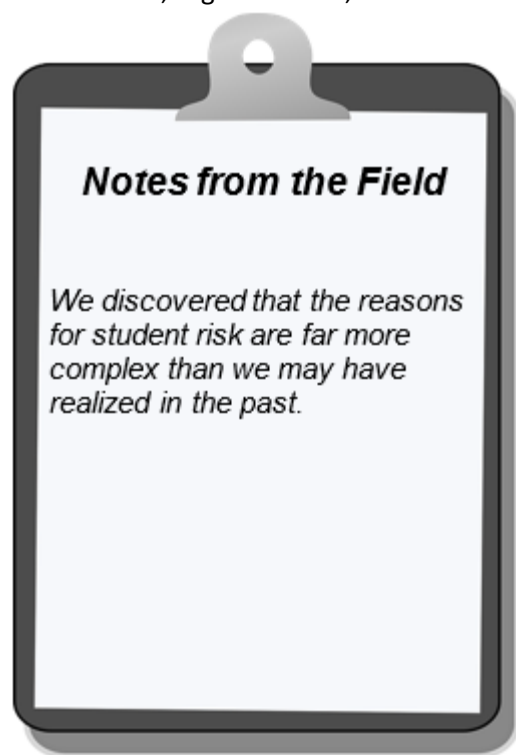 Notes from the Field
We discovered that the reasons
for student risk are far more
complex than we may have
realized in the past.